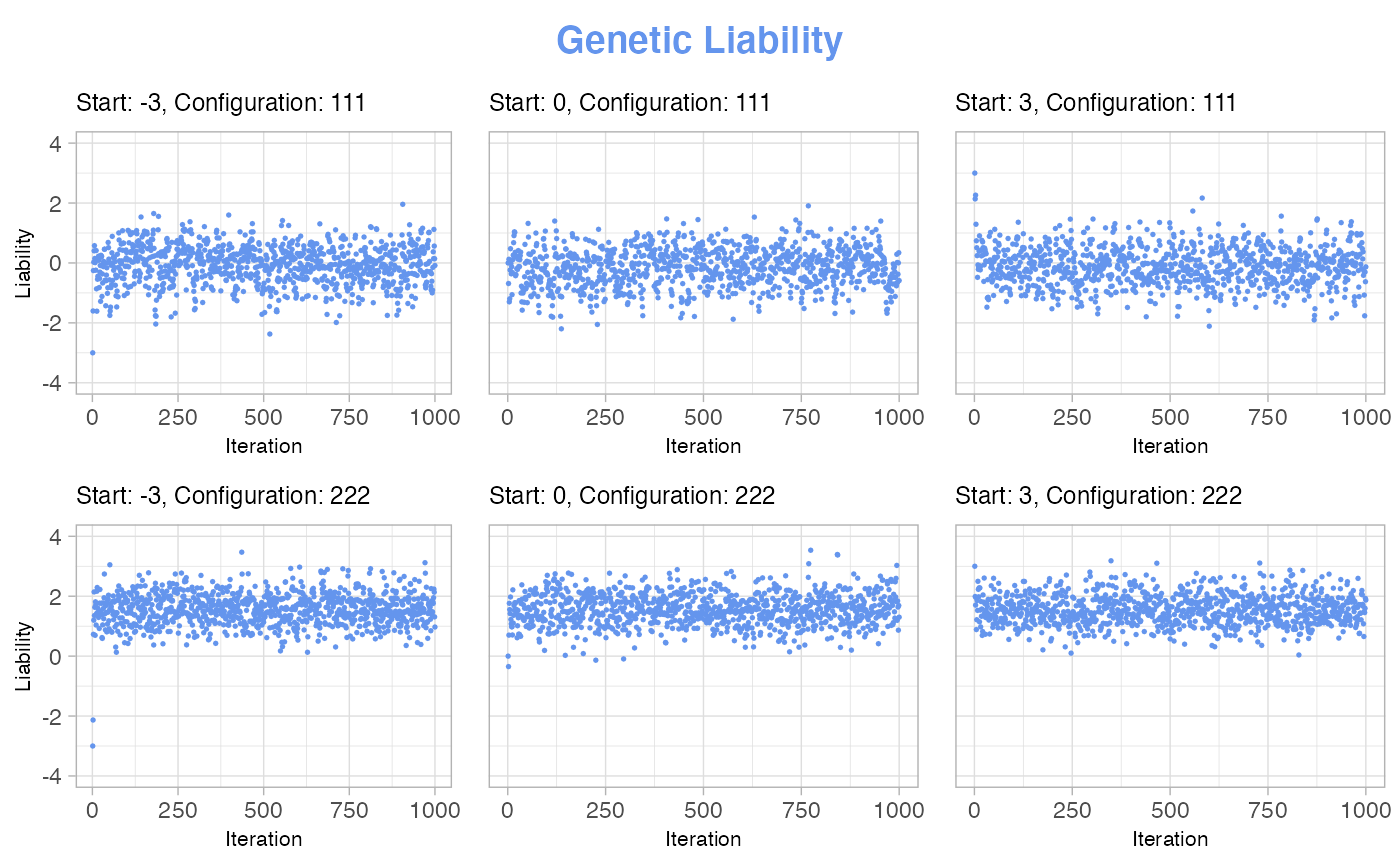 Genetic Liability
Start: -3, Configuration: 111
Start: 0, Configuration: 111
Start: 3, Configuration: 111
Liability
4
2
0
-2
-4
0 250 500 750 1000
0 250 500 750 1000
0 250 500 750 1000
Iteration
Iteration
Iteration
Start: -3, Configuration: 222
Start: 0, Configuration: 222
Start: 3, Configuration: 222
Liability
4
2
0
-2
-4
0 250 500 750 1000
0 250 500 750 1000
0 250 500 750 1000
Iteration
Iteration
Iteration